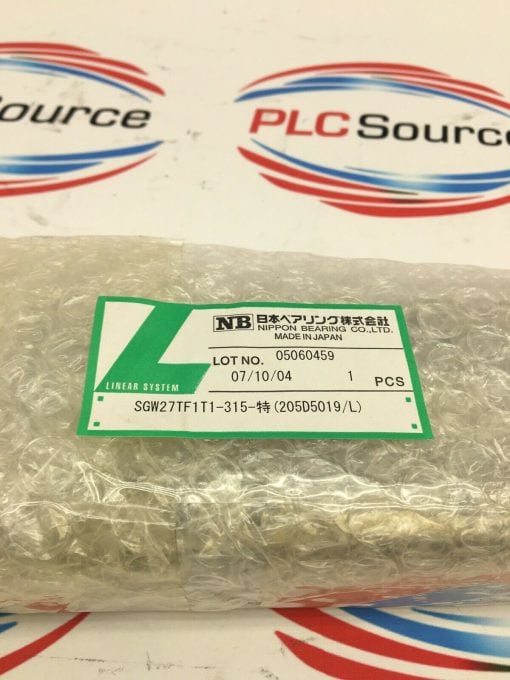 Source
PLC Source
NB 日本ベアリング株式会社
NIPPON BEARING CO.,LTD.
MADE IN JAPAN
LOT NO. 05060459
07/10/04 1 PCS
LINEAR SYSTEM
SGW27TF1T1-315-特(205D5019/L)